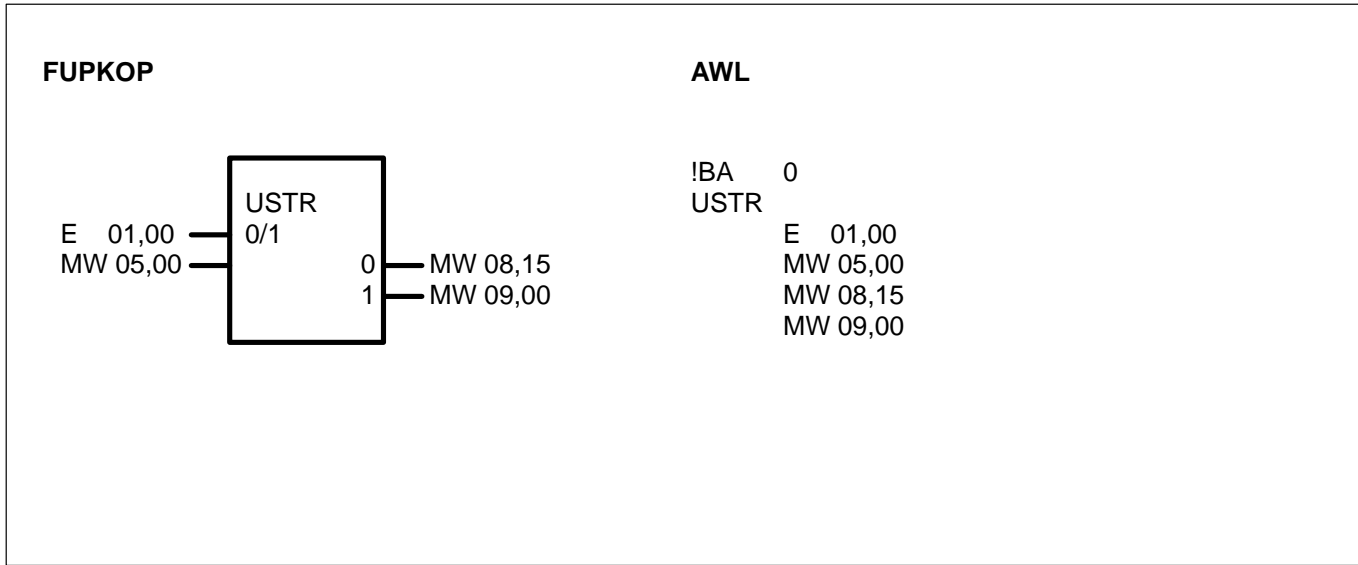 FUPKOP
USTR
E 01,00 0/1
MW 05,00 0 MW 08,15
1 MW 09,00
AWL
!BA 0
USTR
E 01,00
MW 05,00
MW 08,15
MW 09,00